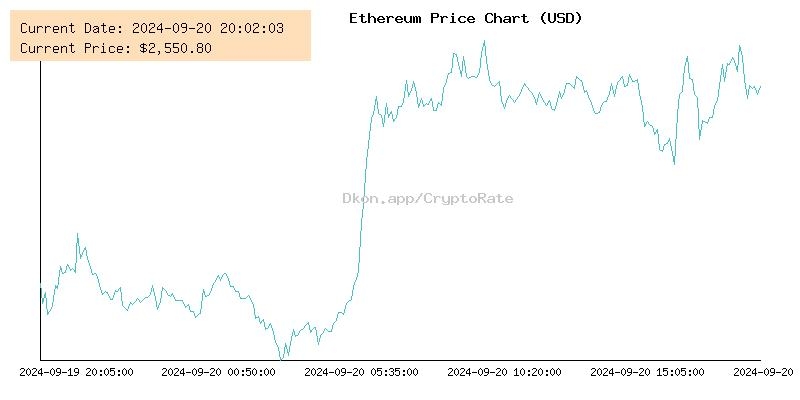 Ethereum Price Chart (USD)
Current Date: 2024-09-20 20:02:03
Current Price: $2,550.80
Dkon.app/CryptoRate
2024-09-19 20:05:00 2024-09-20 00:50:00 2024-09-20 05:35:00 2024-09-20 10:20:00 2024-09-20 15:05:00 2024-09-20